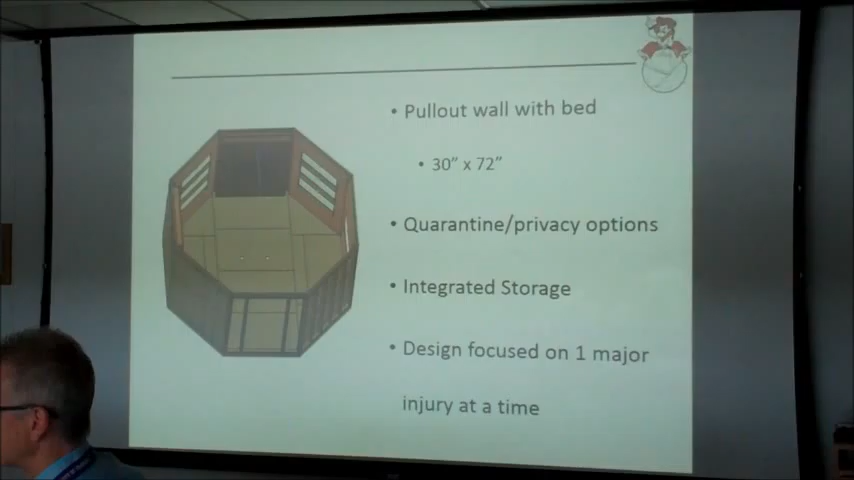 • Pullout wall with bed
• 30” x 72”
• Quarantine/privacy options
• Integrated Storage
• Design focused on 1 major
injury at a time